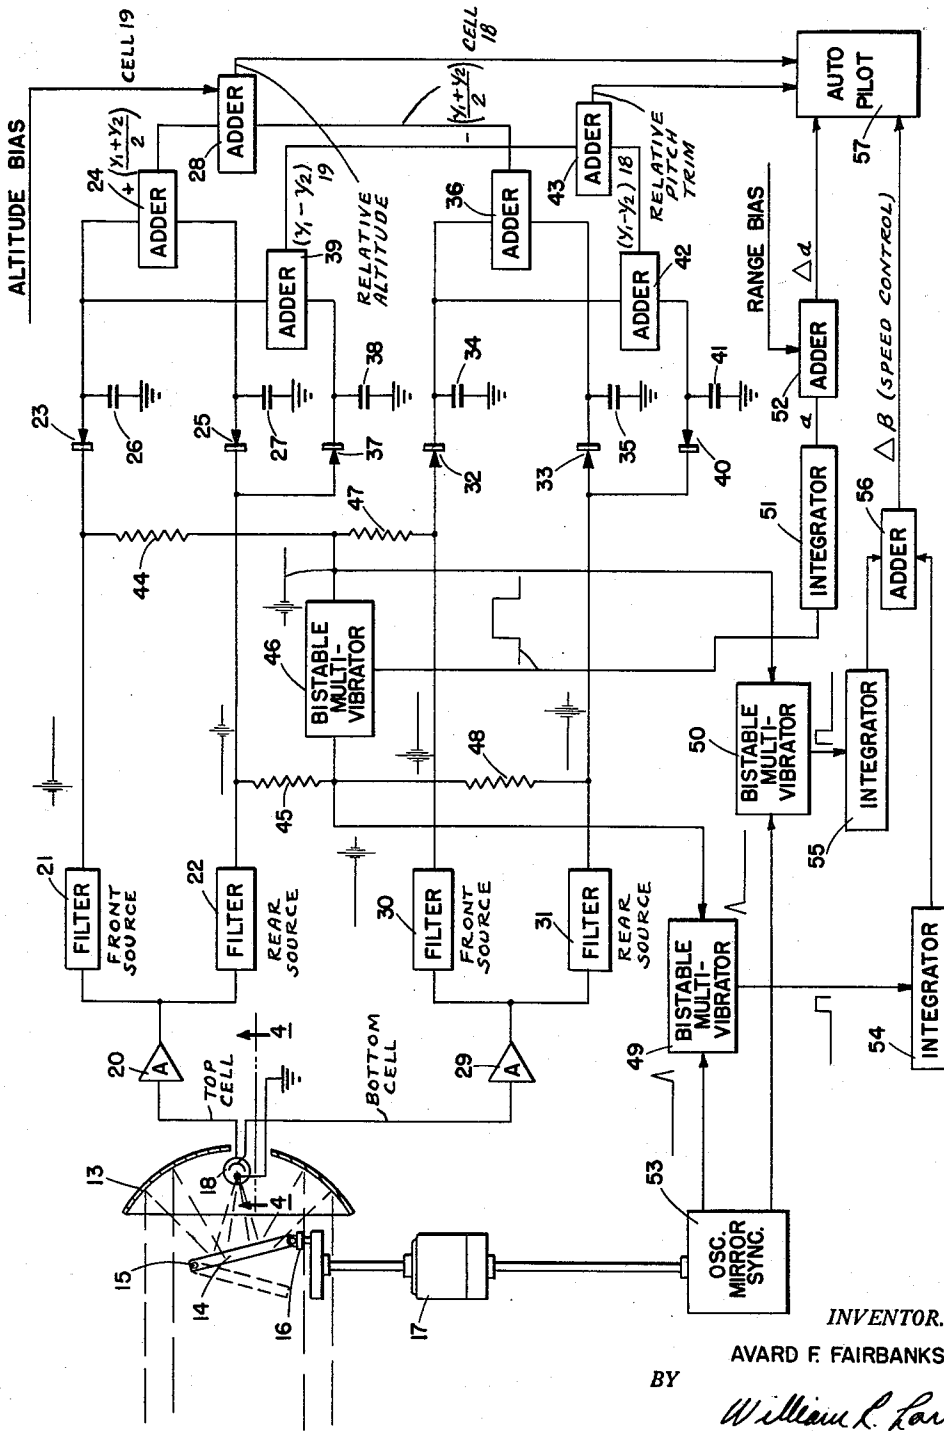 ALTITUDE BIAS
CELL 19
CELL
18
24
+
(y1+y2
2)
ADDER
28
ADDER
−
(y1+y2
2)
(y1−y2)
19
39
ADDER
RELATIVE
ALTITUDE
36
ADDER
43
ADDER
RELATIVE
PITCH
TRIM
(y1−y2) 18
42
ADDER
AUTO
PILOT
57
RANGE BIAS
Δd
ADDER
52
d
Δβ (SPEED CONTROL)
23
26
25
27
38
37
34
32
33
35
41
40
44
47
51
INTEGRATOR
56
ADDER
46
BISTABLE
MULTI-
VIBRATOR
45
48
50
BISTABLE
MULTI-
VIBRATOR
55
INTEGRATOR
21
FILTER
FRONT
SOURCE
22
FILTER
REAR
SOURCE
30
FILTER
FRONT
SOURCE
31
FILTER
REAR
SOURCE
49
BISTABLE
MULTI-
VIBRATOR
54
INTEGRATOR
20
A
TOP
CELL
4
4
BOTTOM
CELL
29
A
13
18
15
14
16
17
53
OSC.
MIRROR
SYNC.
INVENTOR.
AVARD F. FAIRBANKS
BY
William R.